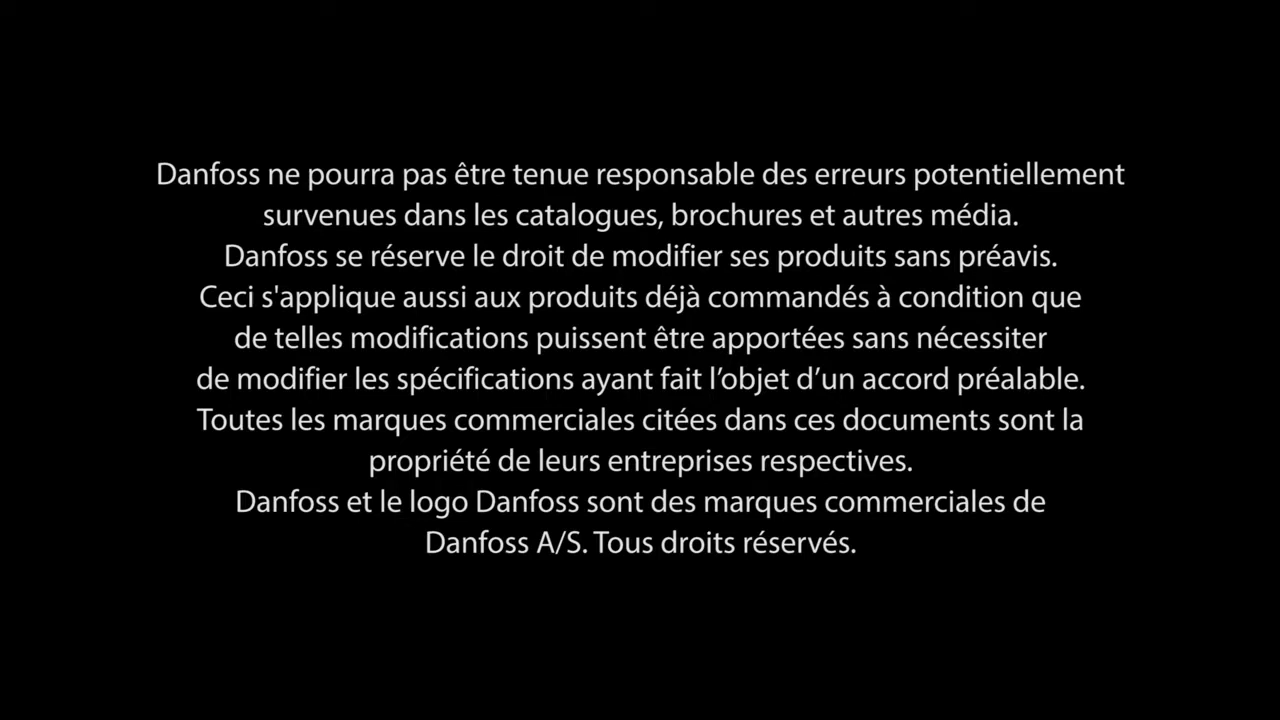 Danfoss ne pourra pas être tenue responsable des erreurs potentiellement
survenues dans les catalogues, brochures et autres média.
Danfoss se réserve le droit de modifier ses produits sans préavis.
Ceci s'applique aussi aux produits déjà commandés à condition que
de telles modifications puissent être apportées sans nécessiter
de modifier les spécifications ayant fait l’objet d’un accord préalable.
Toutes les marques commerciales citées dans ces documents sont la
propriété de leurs entreprises respectives.
Danfoss et le logo Danfoss sont des marques commerciales de
Danfoss A/S. Tous droits réservés.